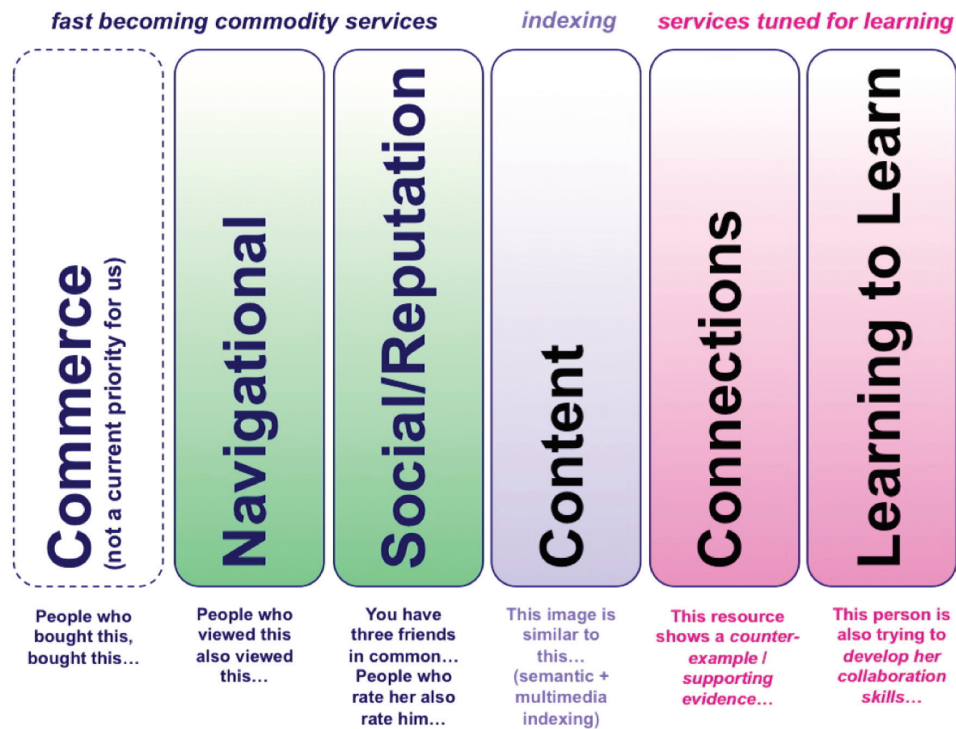 fast becoming commodity services
indexing
services tuned for learning
Commerce
(not a current priority for us)
Navigational
Social/Reputation
Content
Connections
Learning to Learn
People who
bought this,
bought this…
People who
viewed this
also viewed
this…
You have
three friends
in common…
People who
rate her also
rate him…
This image is
similar to
this…
(semantic +
multimedia
indexing)
This resource
shows a counter-
example /
supporting
evidence…
This person is
also trying to
develop her
collaboration
skills…